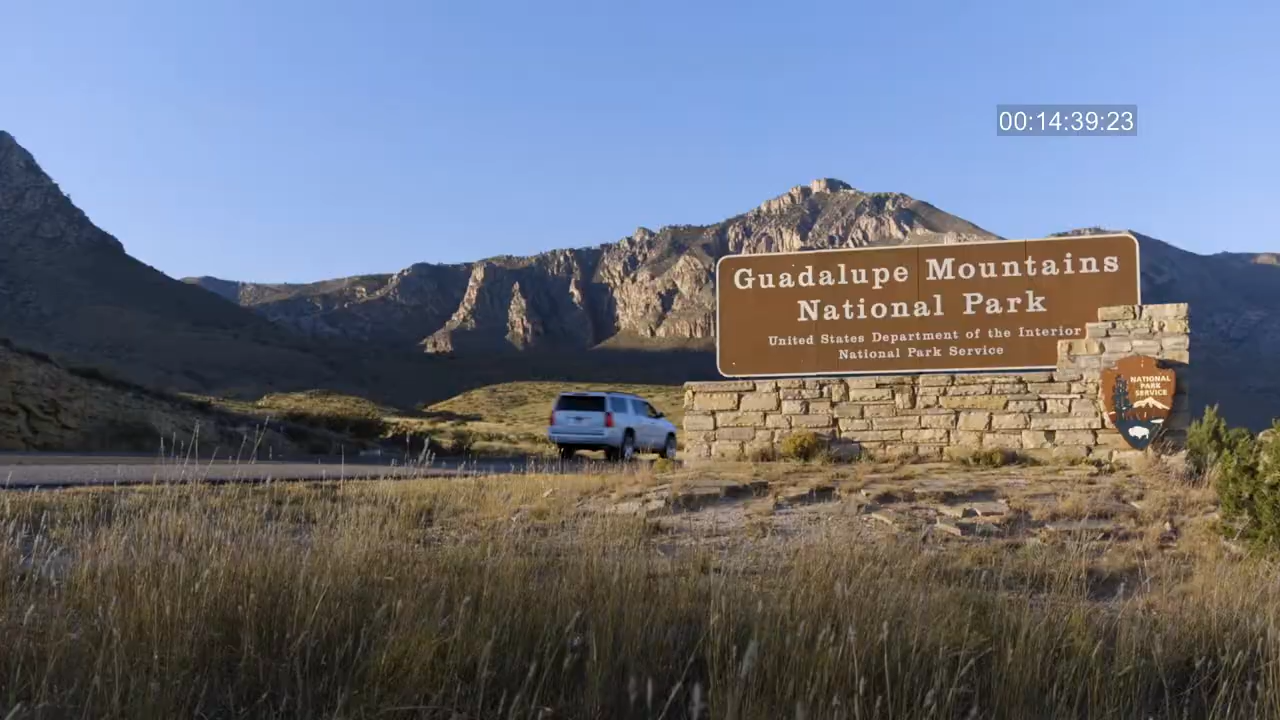 00:14:39:23
Guadalupe Mountains
National Park
United States Department of the Interior
National Park Service
NATIONAL
PARK
SERVICE